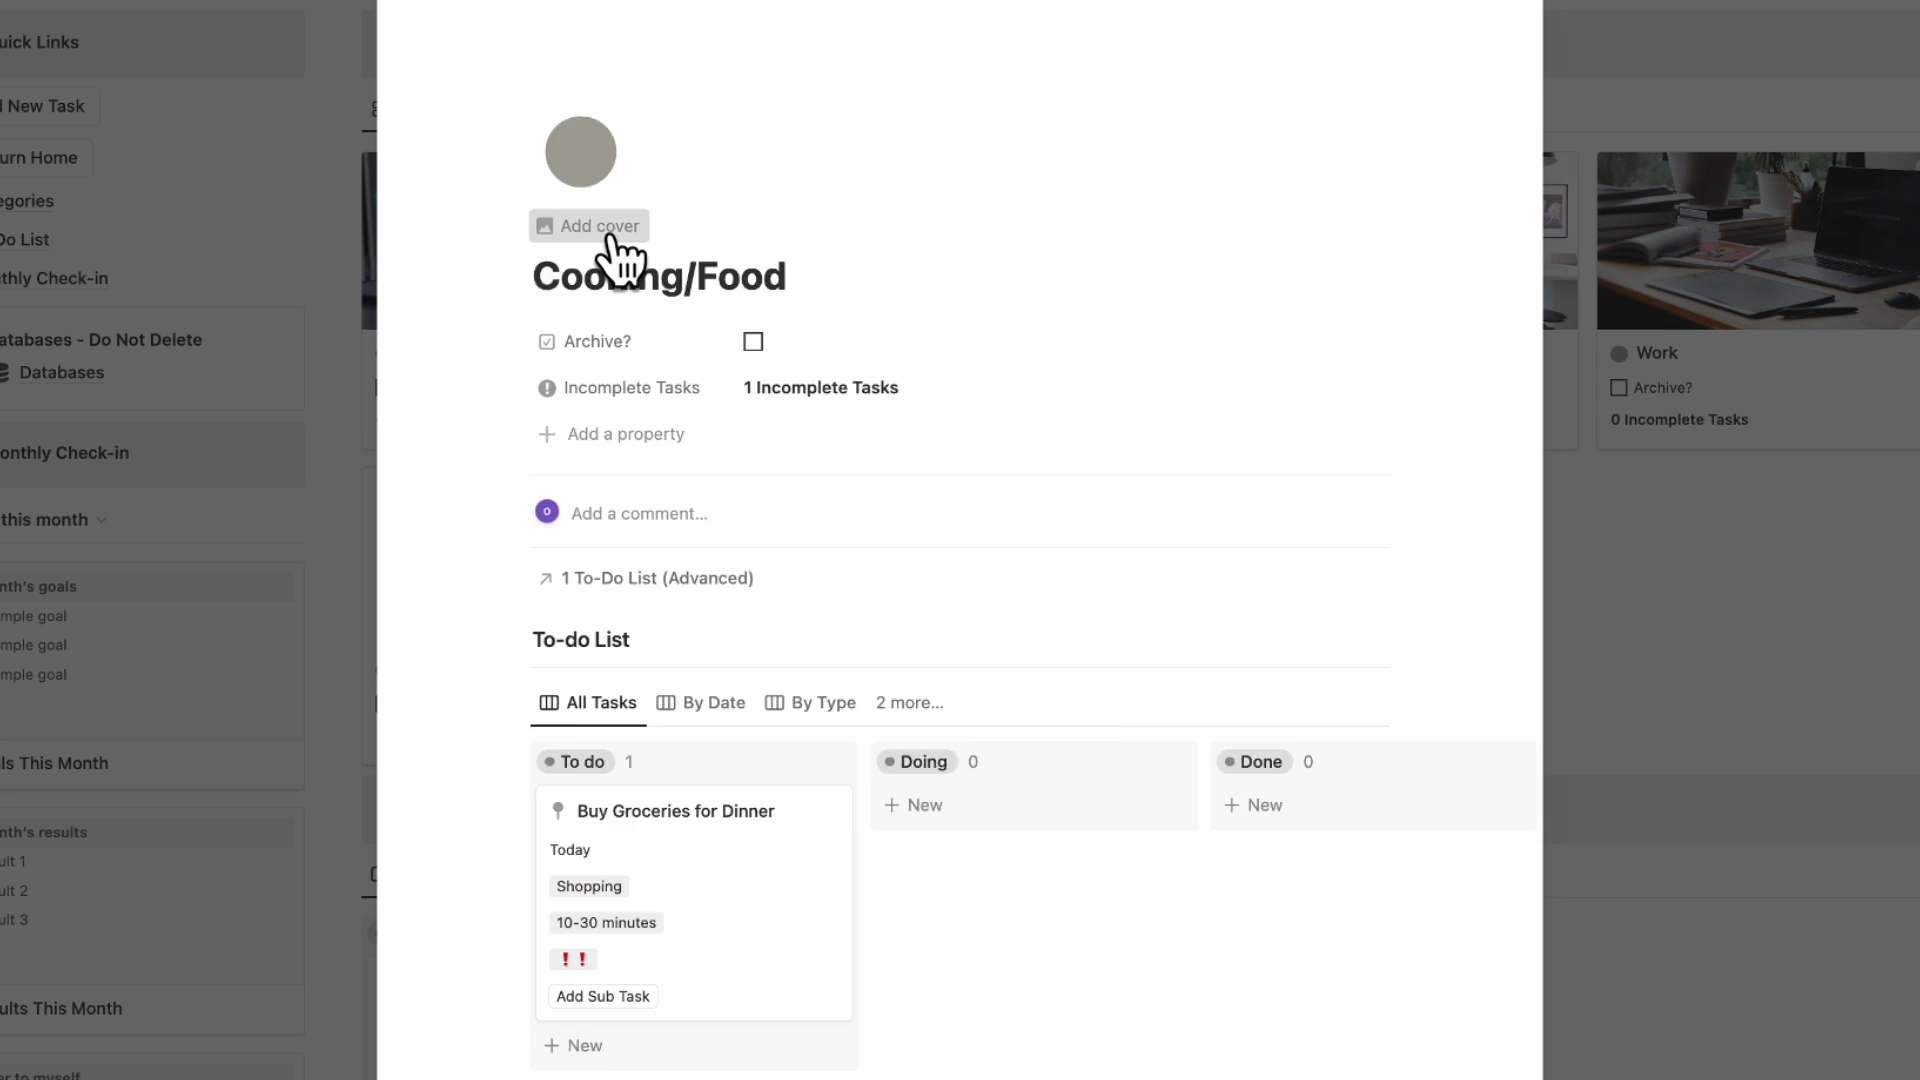 uick Links
New Task
urn Home
egories
Do List
thly Check-in
atabases - Do Not Delete
Databases
onthly Check-in
this month
nth's goals
mple goal
mple goal
mple goal
ls This Month
nth's results
ult 1
ult 2
ult 3
ults This Month
er to myself
Add cover
Cooking/Food
Archive?
Incomplete Tasks 1 Incomplete Tasks
Add a property
O Add a comment...
1 To-Do List (Advanced)
To-do List
All Tasks By Date By Type 2 more...
To do 1
Buy Groceries for Dinner
Today
Shopping
10-30 minutes
❗❗
Add Sub Task
+ New
Doing 0
+ New
Done 0
+ New
Work
Archive?
0 Incomplete Tasks